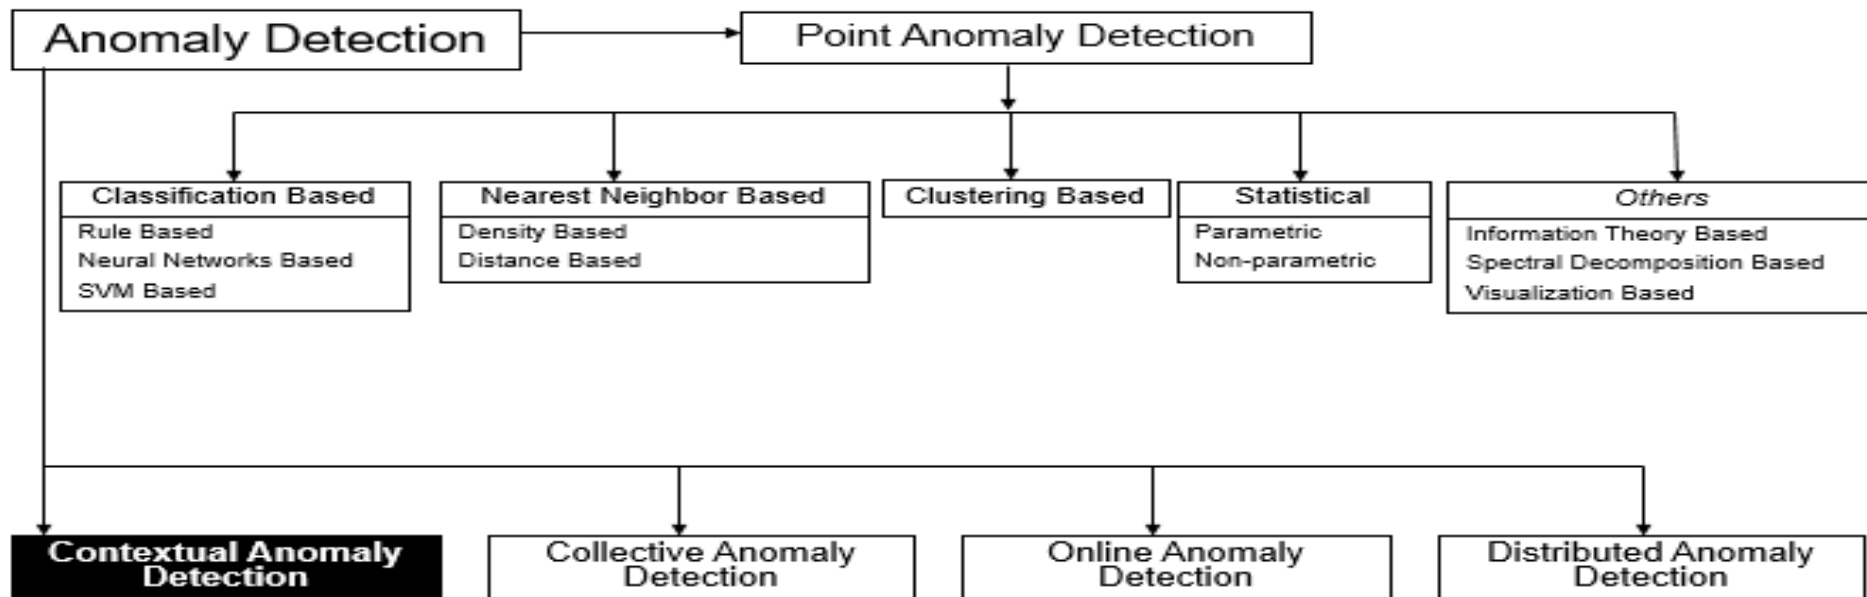 Anomaly Detection
Point Anomaly Detection
Classification Based
Rule Based
Neural Networks Based
SVM Based
Nearest Neighbor Based
Density Based
Distance Based
Clustering Based
Statistical
Parametric
Non-parametric
Others
Information Theory Based
Spectral Decomposition Based
Visualization Based
Contextual Anomaly
Detection
Collective Anomaly
Detection
Online Anomaly
Detection
Distributed Anomaly
Detection